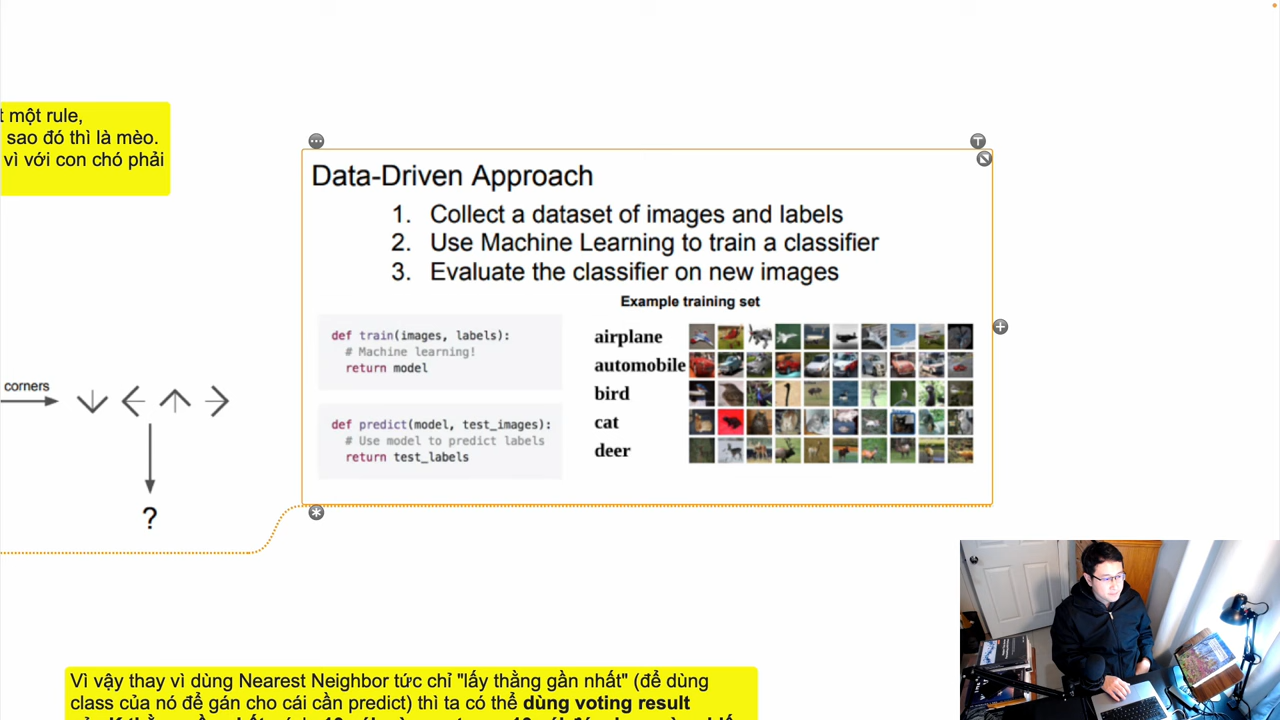 một rule,
sao đó thì là mèo.
vì với con chó phải
Data-Driven Approach
1. Collect a dataset of images and labels
2. Use Machine Learning to train a classifier
3. Evaluate the classifier on new images
Example training set
def train(images, labels):
# Machine learning!
return model
def predict(model, test_images):
# Use model to predict labels
return test_labels
airplane
automobile
bird
cat
deer
corners
?
Vì vậy thay vì dùng Nearest Neighbor tức chỉ "lấy thằng gần nhất" (để dùng
class của nó để gán cho cái cần predict) thì ta có thể dùng voting result